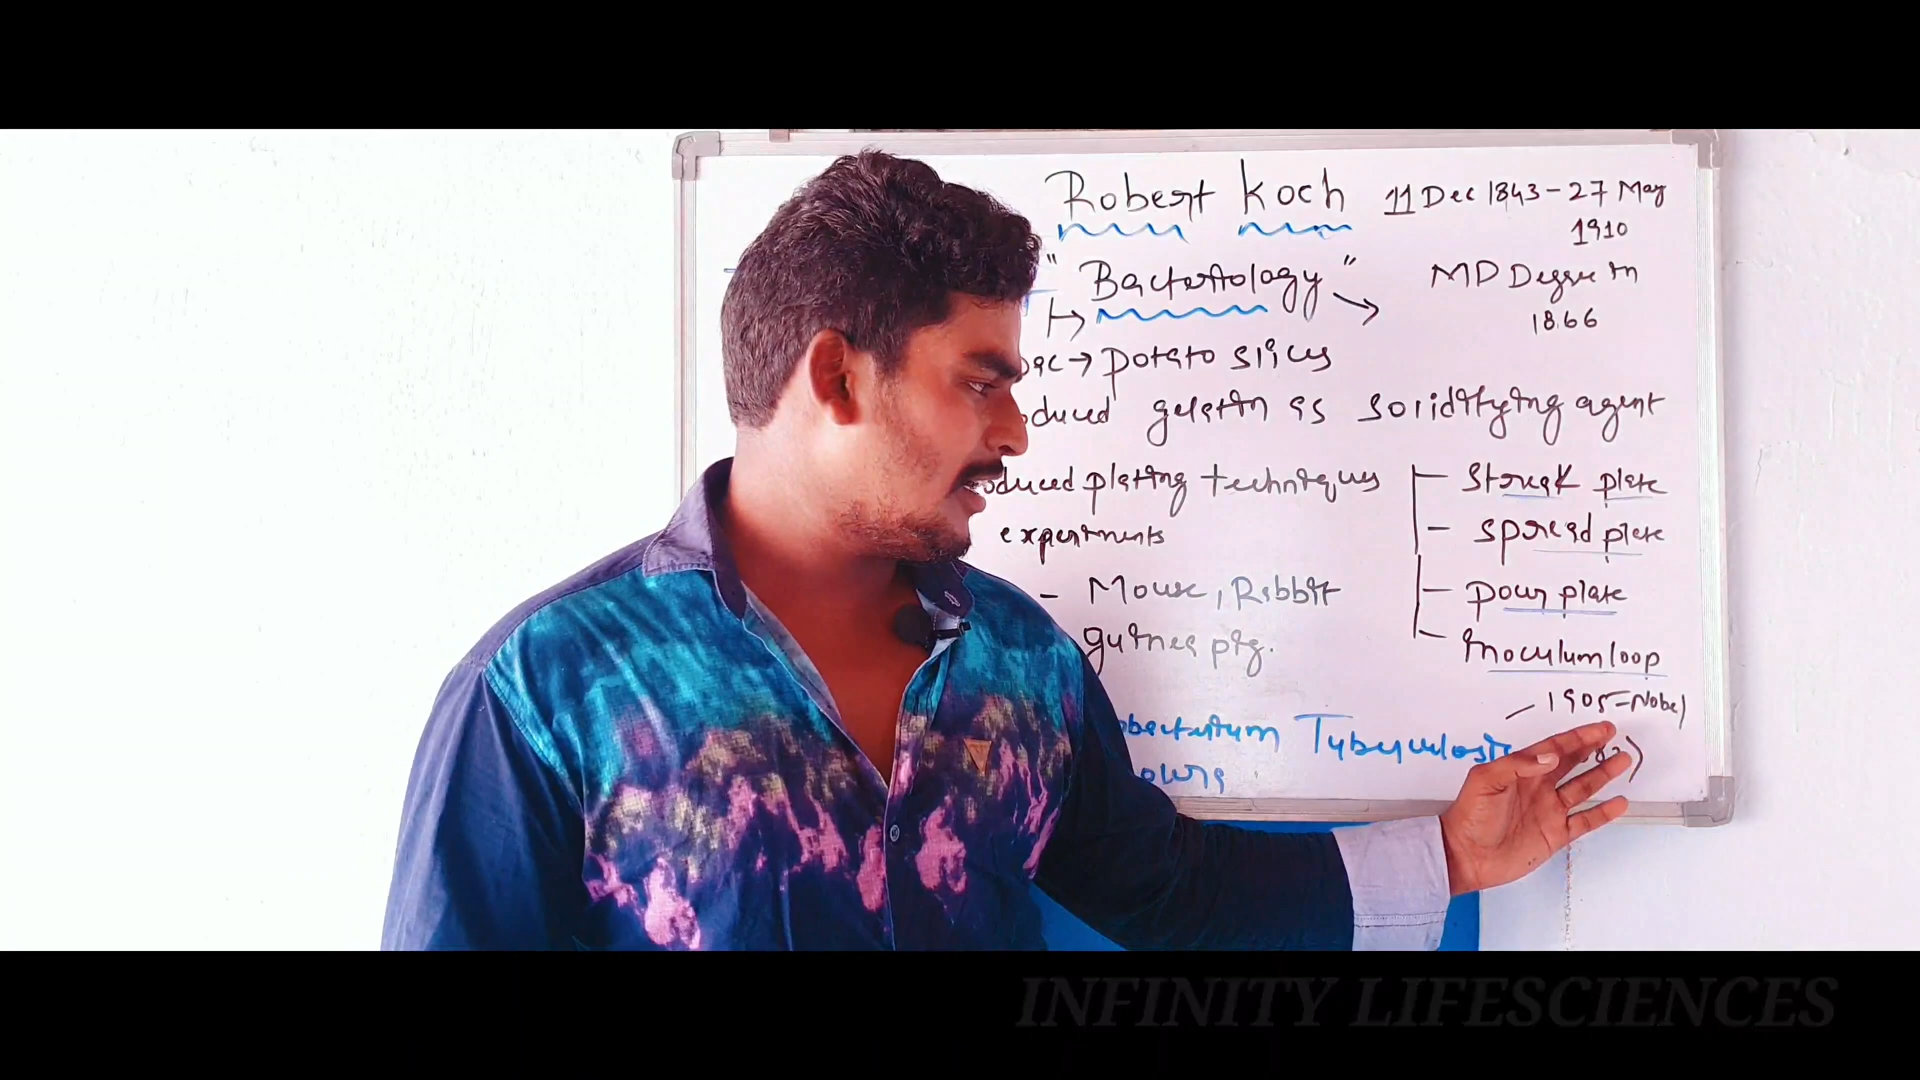 Robert Koch 11 Dec 1843 - 27 May
1910
" Bacteriology "
MD Degree in
1866
→ potato slices
gelatin as solidifying agent
plating techniques
experiments
- Mouse, Rabbit
guinea pig.
- Streak plate
- spread plate
- pour plate
- Inoculum loop
- 1905 - Nobel
Tuberculosis
INFINITY LIFESCIENCES